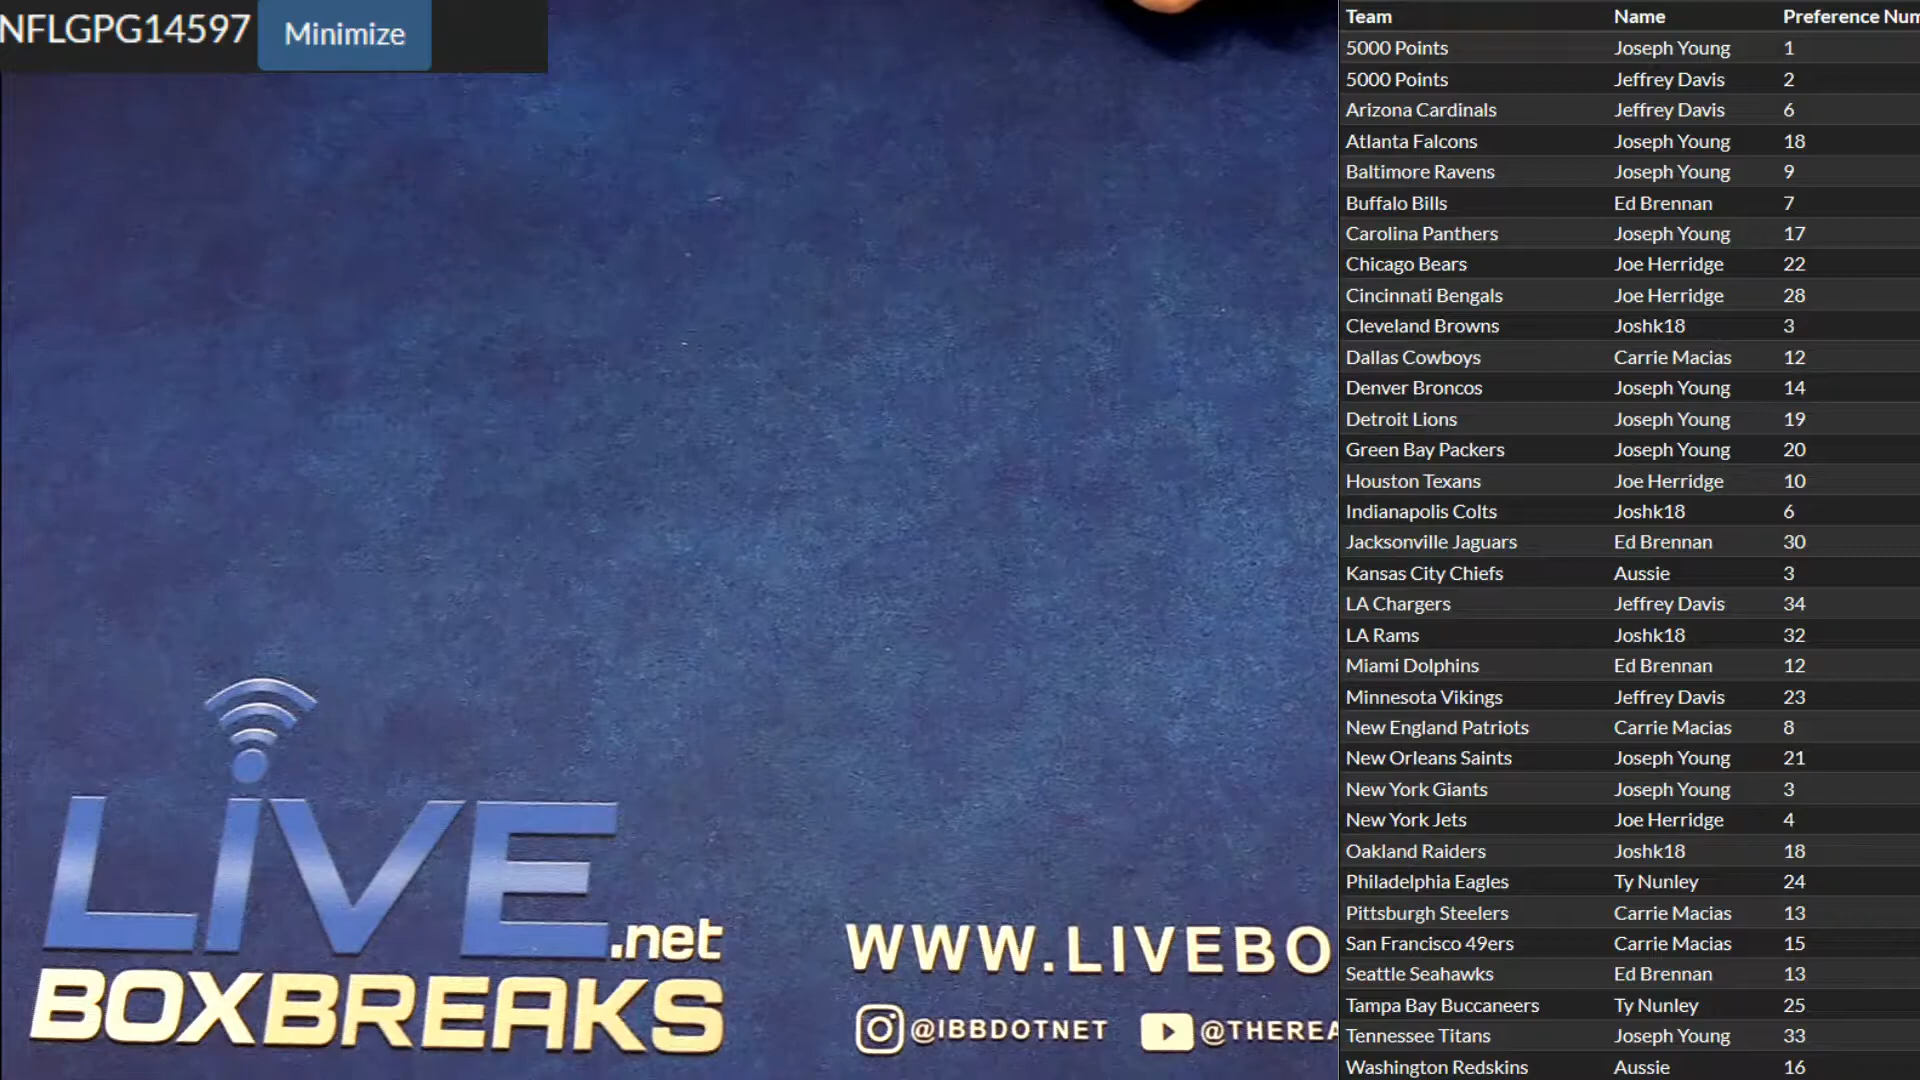 NFLGPG14597 Minimize
Team Name Preference Num
5000 Points Joseph Young 1
5000 Points Jeffrey Davis 2
Arizona Cardinals Jeffrey Davis 6
Atlanta Falcons Joseph Young 18
Baltimore Ravens Joseph Young 9
Buffalo Bills Ed Brennan 7
Carolina Panthers Joseph Young 17
Chicago Bears Joe Herridge 22
Cincinnati Bengals Joe Herridge 28
Cleveland Browns Joshk18 3
Dallas Cowboys Carrie Macias 12
Denver Broncos Joseph Young 14
Detroit Lions Joseph Young 19
Green Bay Packers Joseph Young 20
Houston Texans Joe Herridge 10
Indianapolis Colts Joshk18 6
Jacksonville Jaguars Ed Brennan 30
Kansas City Chiefs Aussie 3
LA Chargers Jeffrey Davis 34
LA Rams Joshk18 32
Miami Dolphins Ed Brennan 12
Minnesota Vikings Jeffrey Davis 23
New England Patriots Carrie Macias 8
New Orleans Saints Joseph Young 21
New York Giants Joseph Young 3
New York Jets Joe Herridge 4
Oakland Raiders Joshk18 18
Philadelphia Eagles Ty Nunley 24
Pittsburgh Steelers Carrie Macias 13
San Francisco 49ers Carrie Macias 15
Seattle Seahawks Ed Brennan 13
Tampa Bay Buccaneers Ty Nunley 25
Tennessee Titans Joseph Young 33
Washington Redskins Aussie 16
LIVE.net
BOXBREAKS
WWW.LIVEBO
@IBBDOTNET @THEREA